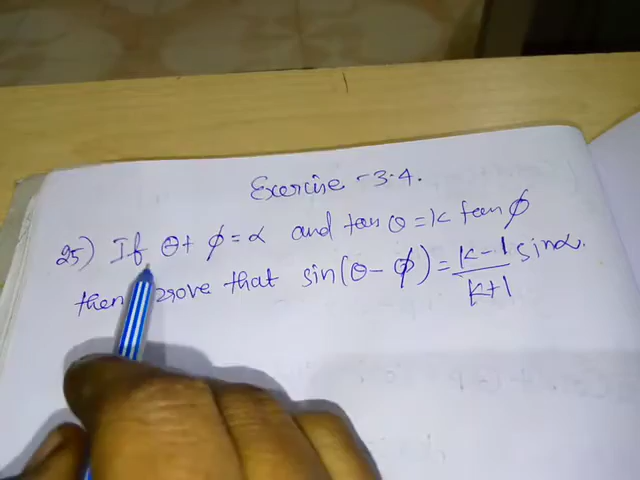 Exercise - 3.4.
25) If θ + ϕ = α and tan θ = k tan ϕ
then prove that sin(θ - ϕ) = k-1/k+1 sinα.